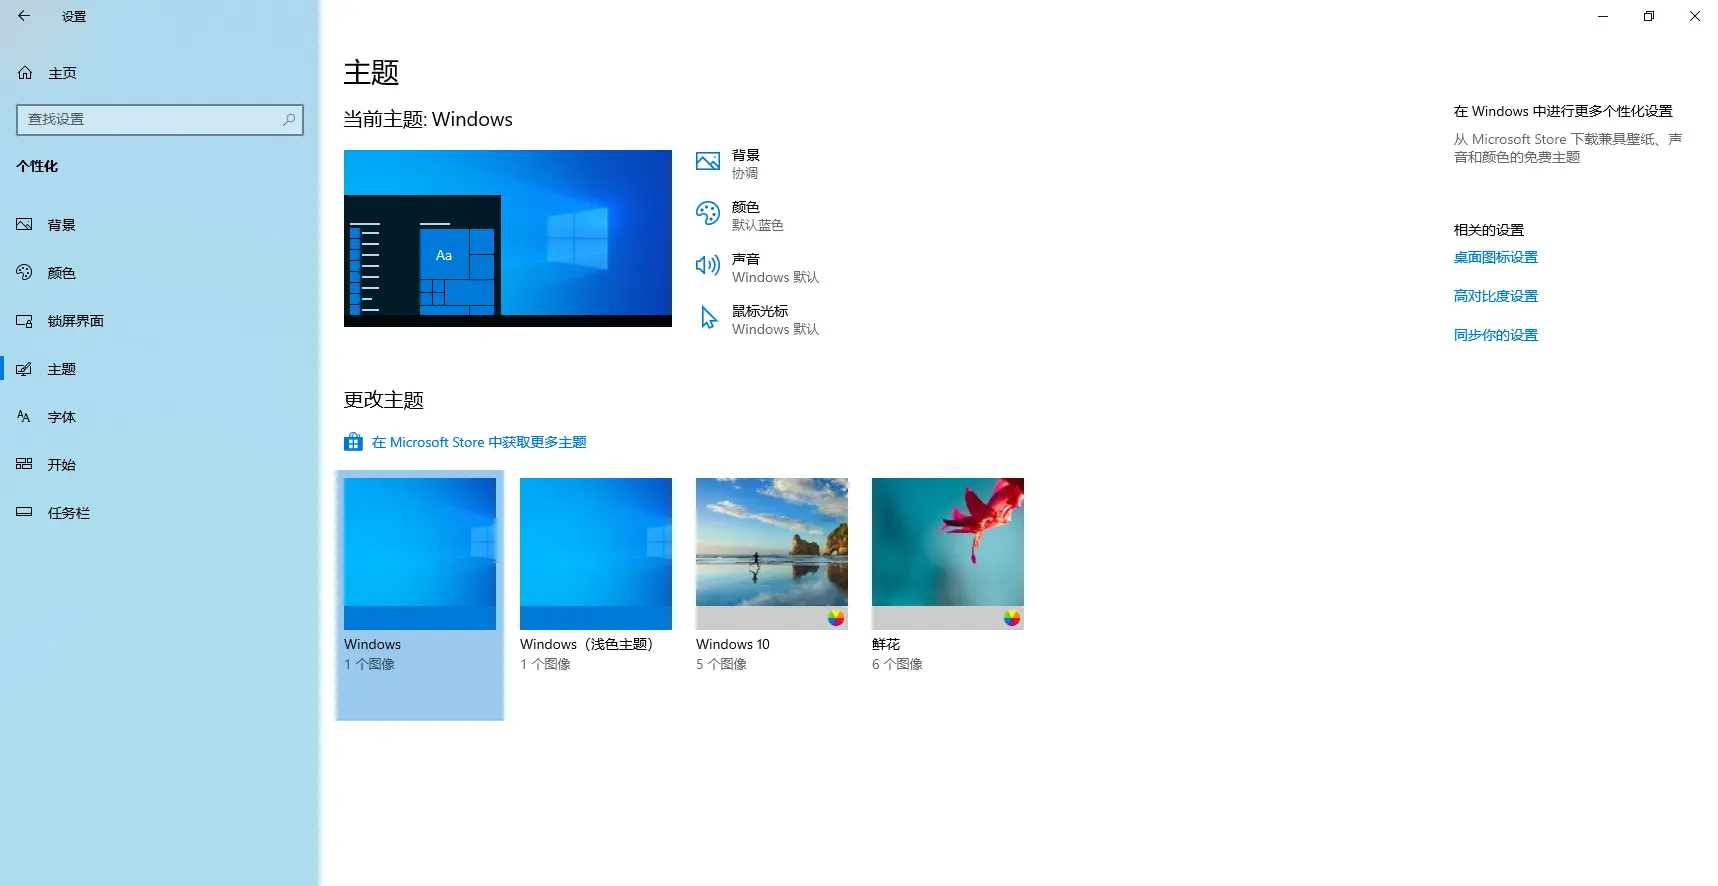 设置
主页
查找设置
个性化
背景
颜色
锁屏界面
主题
字体
开始
任务栏
主题
当前主题: Windows
Aa
背景
协调
颜色
默认蓝色
声音
Windows 默认
鼠标光标
Windows 默认
更改主题
在 Microsoft Store 中获取更多主题
Windows
1 个图像
Windows（浅色主题）
1 个图像
Windows 10
5 个图像
鲜花
6 个图像
在 Windows 中进行更多个性化设置
从 Microsoft Store 下载兼具壁纸、声
音和颜色的免费主题
相关的设置
桌面图标设置
高对比度设置
同步你的设置